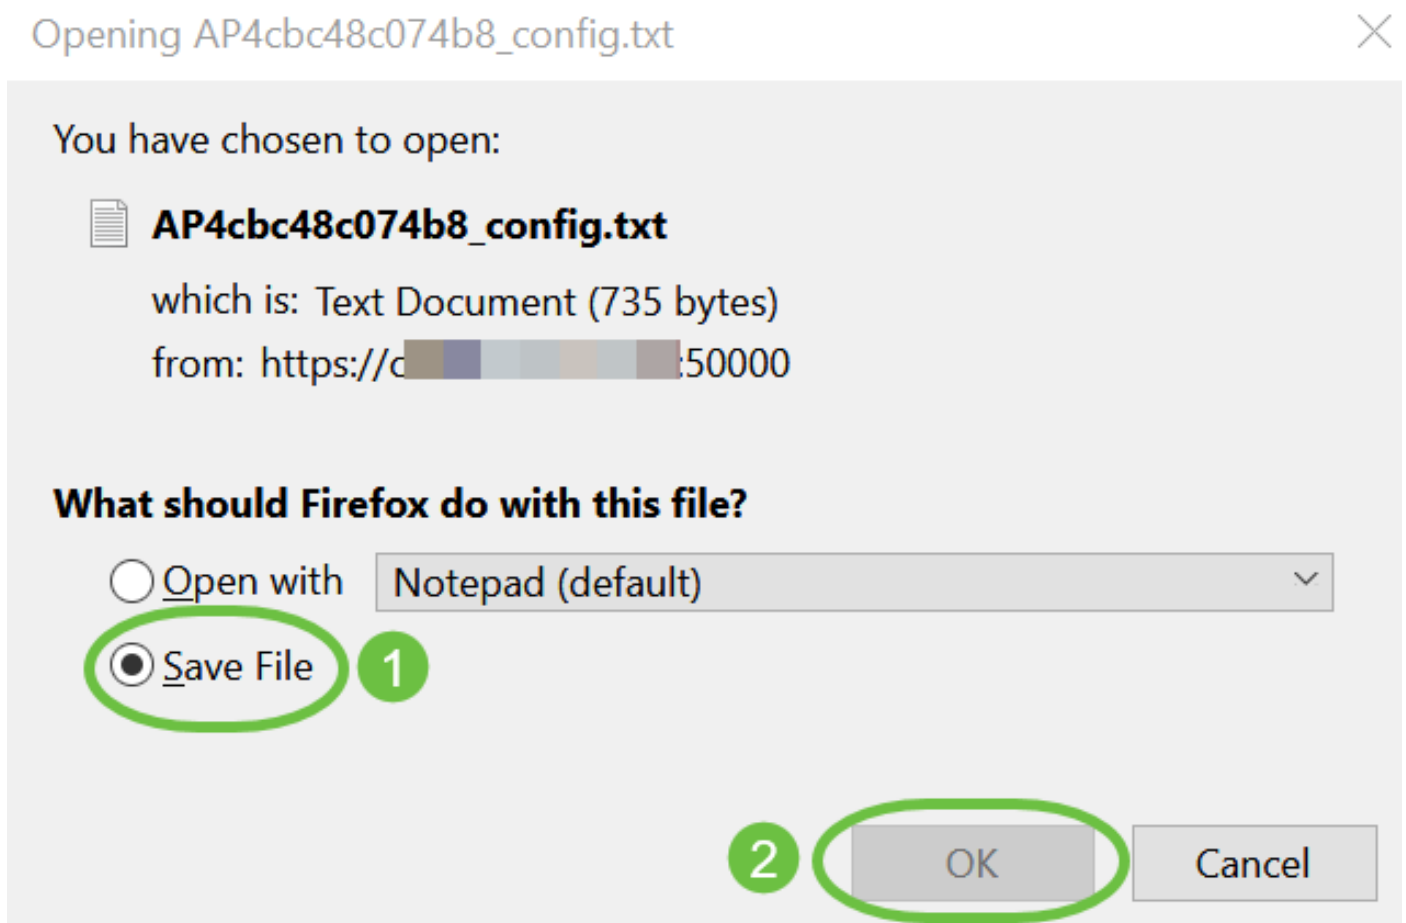 Opening AP4cbc48c074b8_config.txt
You have chosen to open:
AP4cbc48c074b8_config.txt
which is: Text Document (735 bytes)
from: https://c :50000
What should Firefox do with this file?
Open with Notepad (default)
Save File 1
2 OK Cancel